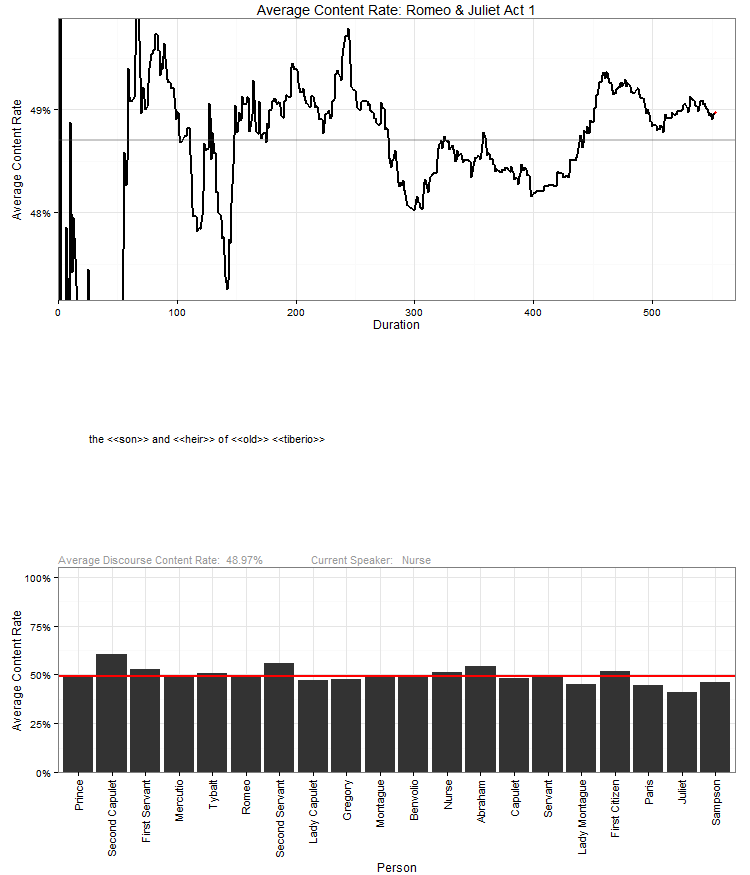 Average Content Rate: Romeo & Juliet Act 1
49%
48%
Average Content Rate
0 100 200 300 400 500
Duration
the <<son>> and <<heir>> of <<old>> <<tiberio>>
Average Discourse Content Rate: 48.97% Current Speaker: Nurse
100%
75%
50%
25%
0%
Average Content Rate
Prince
Second Capulet
First Servant
Mercutio
Tybalt
Romeo
Second Servant
Lady Capulet
Gregory
Montague
Benvolio
Nurse
Abraham
Capulet
Servant
Lady Montague
First Citizen
Paris
Juliet
Sampson
Person